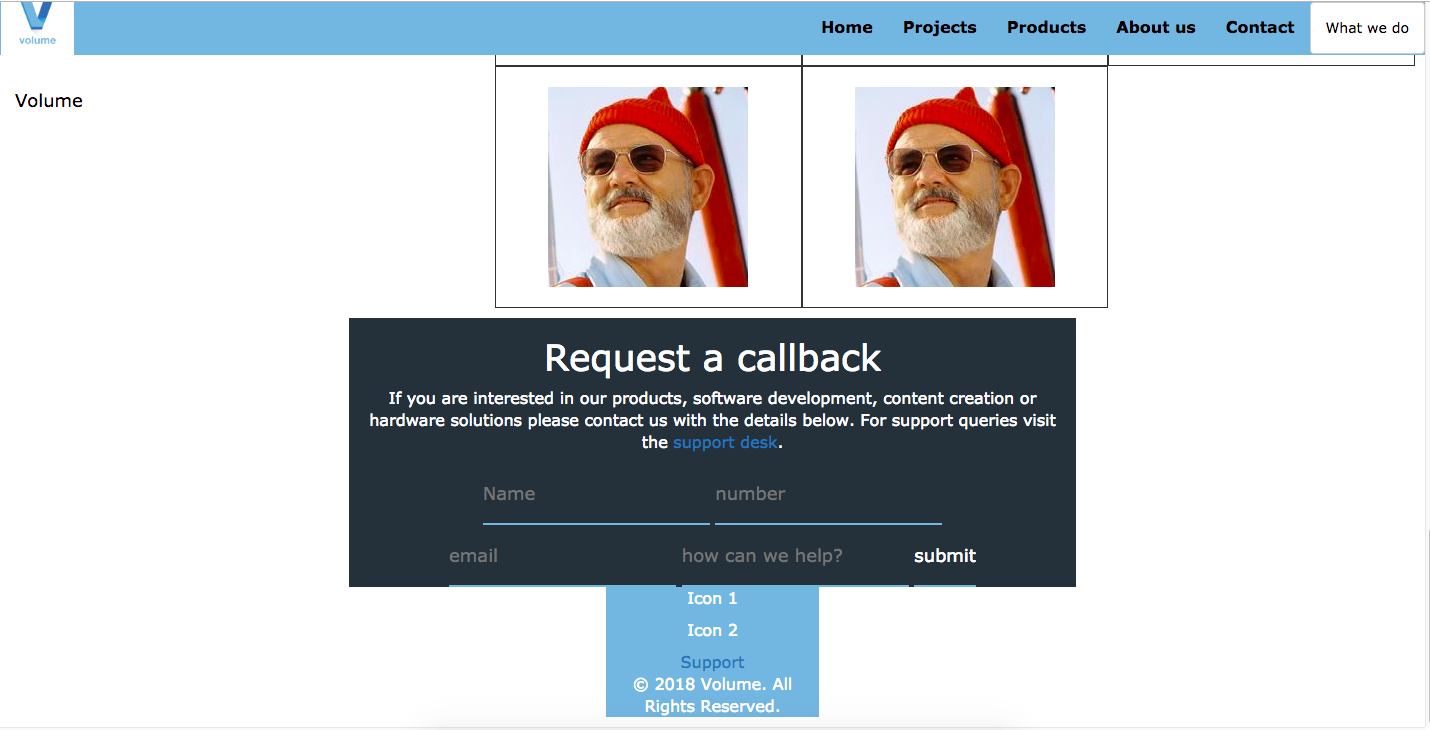 volume
Home Projects Products About us Contact What we do
Volume
Request a callback
If you are interested in our products, software development, content creation or
hardware solutions please contact us with the details below. For support queries visit
the support desk.
Name number
email how can we help? submit
Icon 1
Icon 2
Support
© 2018 Volume. All
Rights Reserved.